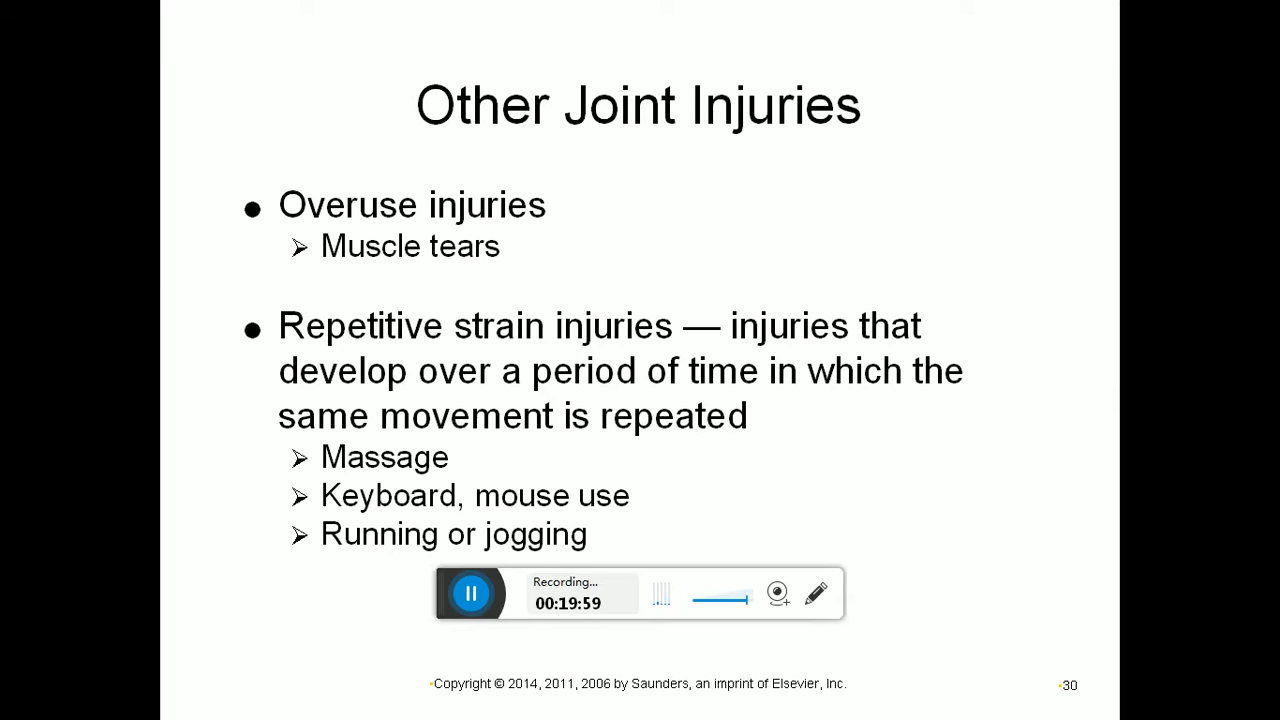 Other Joint Injuries
● Overuse injuries
➢ Muscle tears
● Repetitive strain injuries — injuries that
develop over a period of time in which the
same movement is repeated
➢ Massage
➢ Keyboard, mouse use
➢ Running or jogging
Recording...
00:19:59
•Copyright © 2014, 2011, 2006 by Saunders, an imprint of Elsevier, Inc.
•30